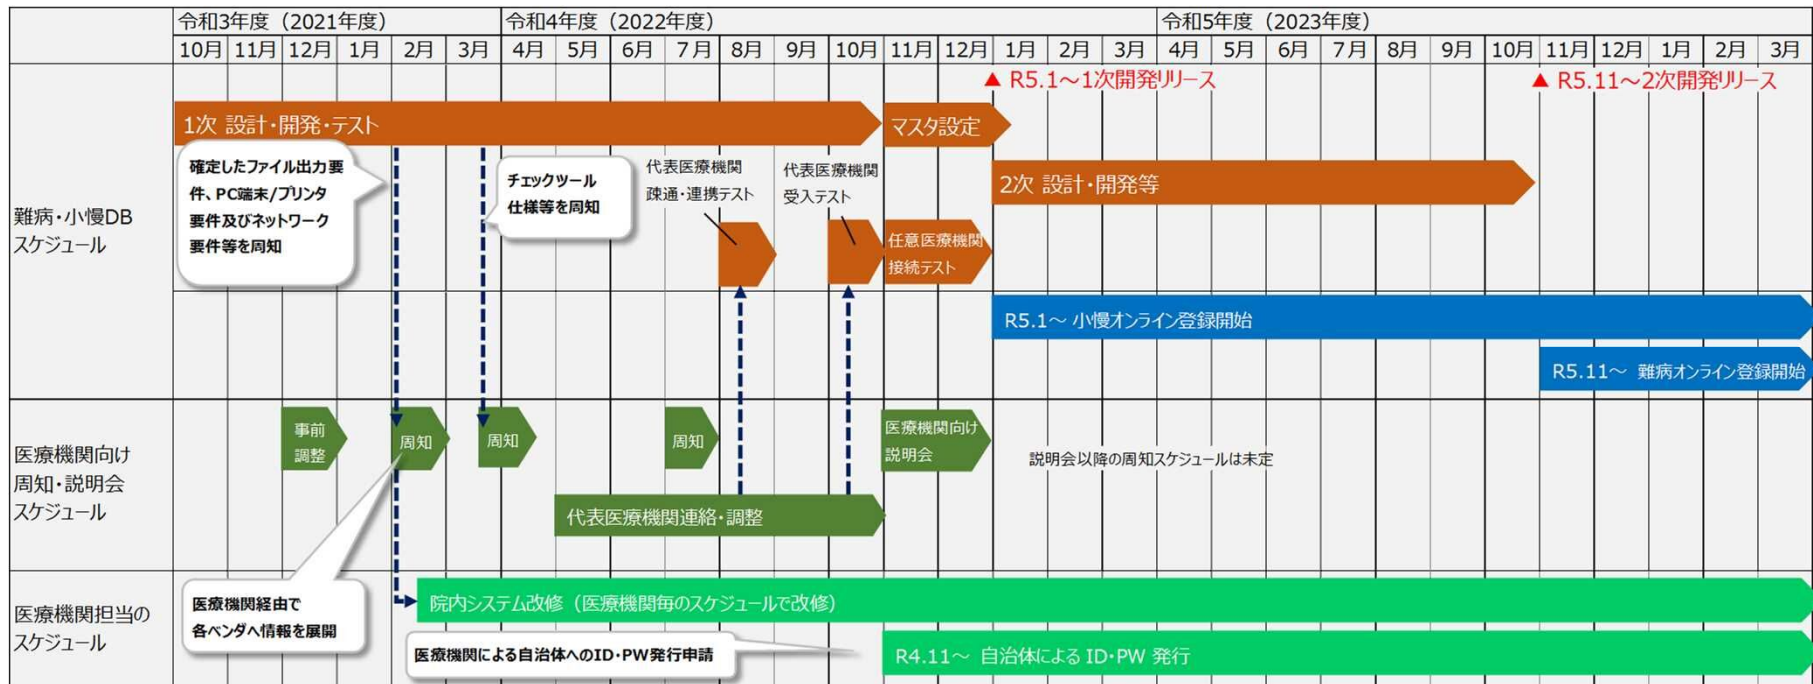 令和3年度（2021年度） 令和4年度（2022年度） 令和5年度（2023年度）
10月 11月 12月 1月 2月 3月 4月 5月 6月 7月 8月 9月 10月 11月 12月 1月 2月 3月 4月 5月 6月 7月 8月 9月 10月 11月 12月 1月 2月 3月
▲ R5.1～1次開発リリース
▲ R5.11～2次開発リリース
難病・小慢DB
スケジュール
1次 設計・開発・テスト
マスタ設定
確定したファイル出力要
件、PC端末/プリンタ
要件及びネットワーク
要件等を周知
チェックツール
仕様等を周知
代表医療機関
疎通・連携テスト
代表医療機関
受入テスト
2次 設計・開発等
任意医療機関
接続テスト
R5.1～ 小慢オンライン登録開始
R5.11～ 難病オンライン登録開始
医療機関向け
周知・説明会
スケジュール
事前
調整
周知
周知
周知
医療機関向け
説明会
説明会以降の周知スケジュールは未定
代表医療機関連絡・調整
医療機関担当の
スケジュール
医療機関経由で
各ベンダへ情報を展開
院内システム改修（医療機関毎のスケジュールで改修）
医療機関による自治体へのID・PW発行申請
R4.11～ 自治体による ID・PW 発行